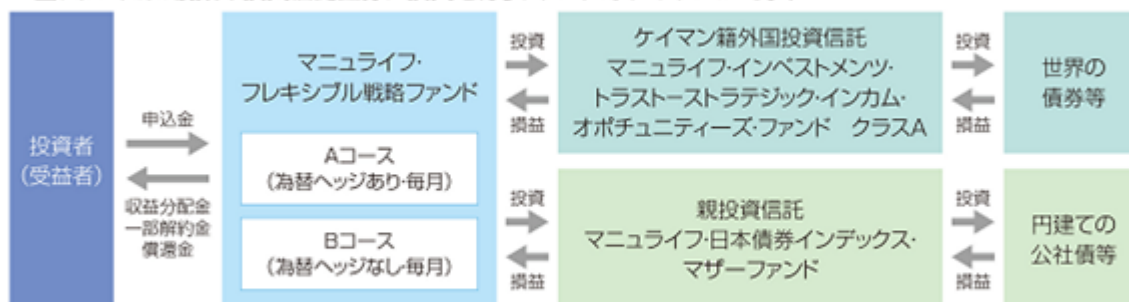 投資者
(受益者)
申込金
収益分配金
一部解約金
償還金
マニュライフ・
フレキシブル戦略ファンド
Aコース
(為替ヘッジあり・毎月)
Bコース
(為替ヘッジなし・毎月)
投資
損益
ケイマン籍外国投資信託
マニュライフ・インベストメンツ・
トラストーストラテジック・インカム・
オポチュニティーズ・ファンド クラスA
投資
損益
世界の
債券等
投資
損益
親投資信託
マニュライフ・日本債券インデックス・
マザーファンド
投資
損益
円建ての
公社債等